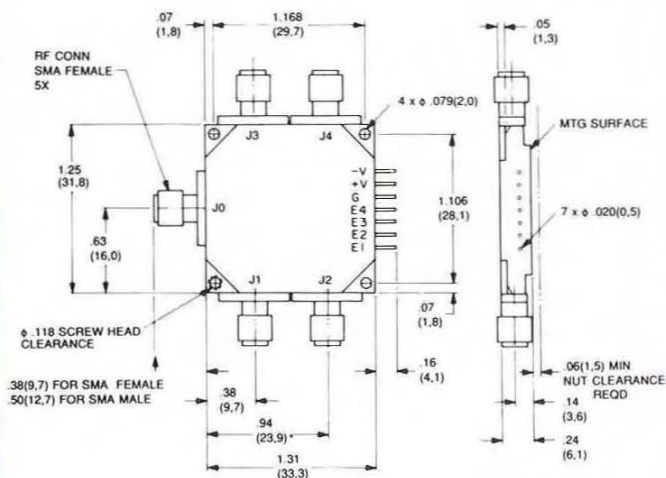 .07
(1,8)
1.168
(29,7)
.05
(1,3)
RF CONN
SMA FEMALE
5X
4 x φ .079(2,0)
J3
J4
MTG SURFACE
1.25
(31,8)
-V
+V
G
E4
E3
E2
E1
1.106
(28,1)
J0
7 x φ .020(0,5)
.63
(16,0)
J1
J2
.07
(1,8)
φ .118 SCREW HEAD
CLEARANCE
.16
(4,1)
.06(1,5) MIN
NUT CLEARANCE
REQD
.38(9,7) FOR SMA FEMALE
.50(12,7) FOR SMA MALE
.38
(9,7)
.14
(3,6)
.94
(23,9)
.24
(6,1)
1.31
(33,3)